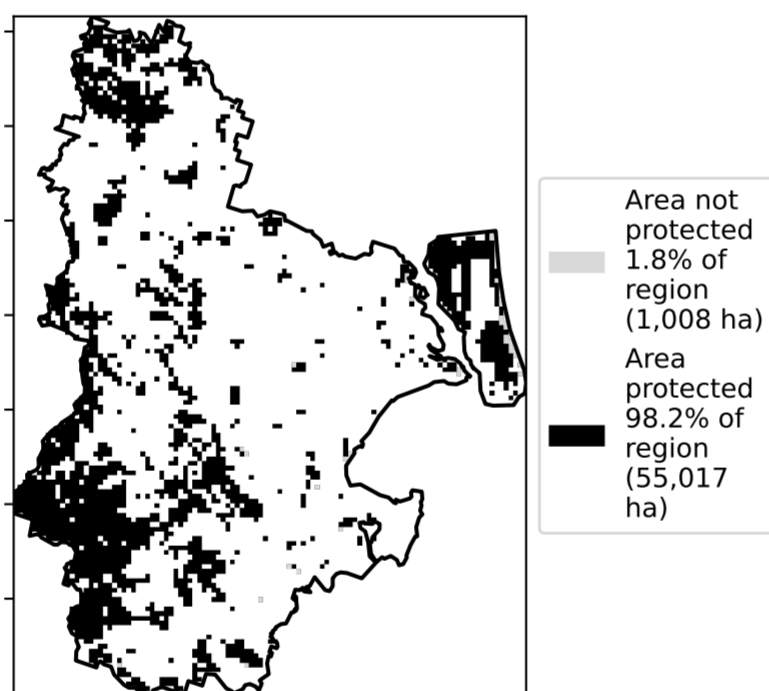 Area not
protected
1.8% of
region
(1,008 ha)
Area
protected
98.2% of
region
(55,017
ha)